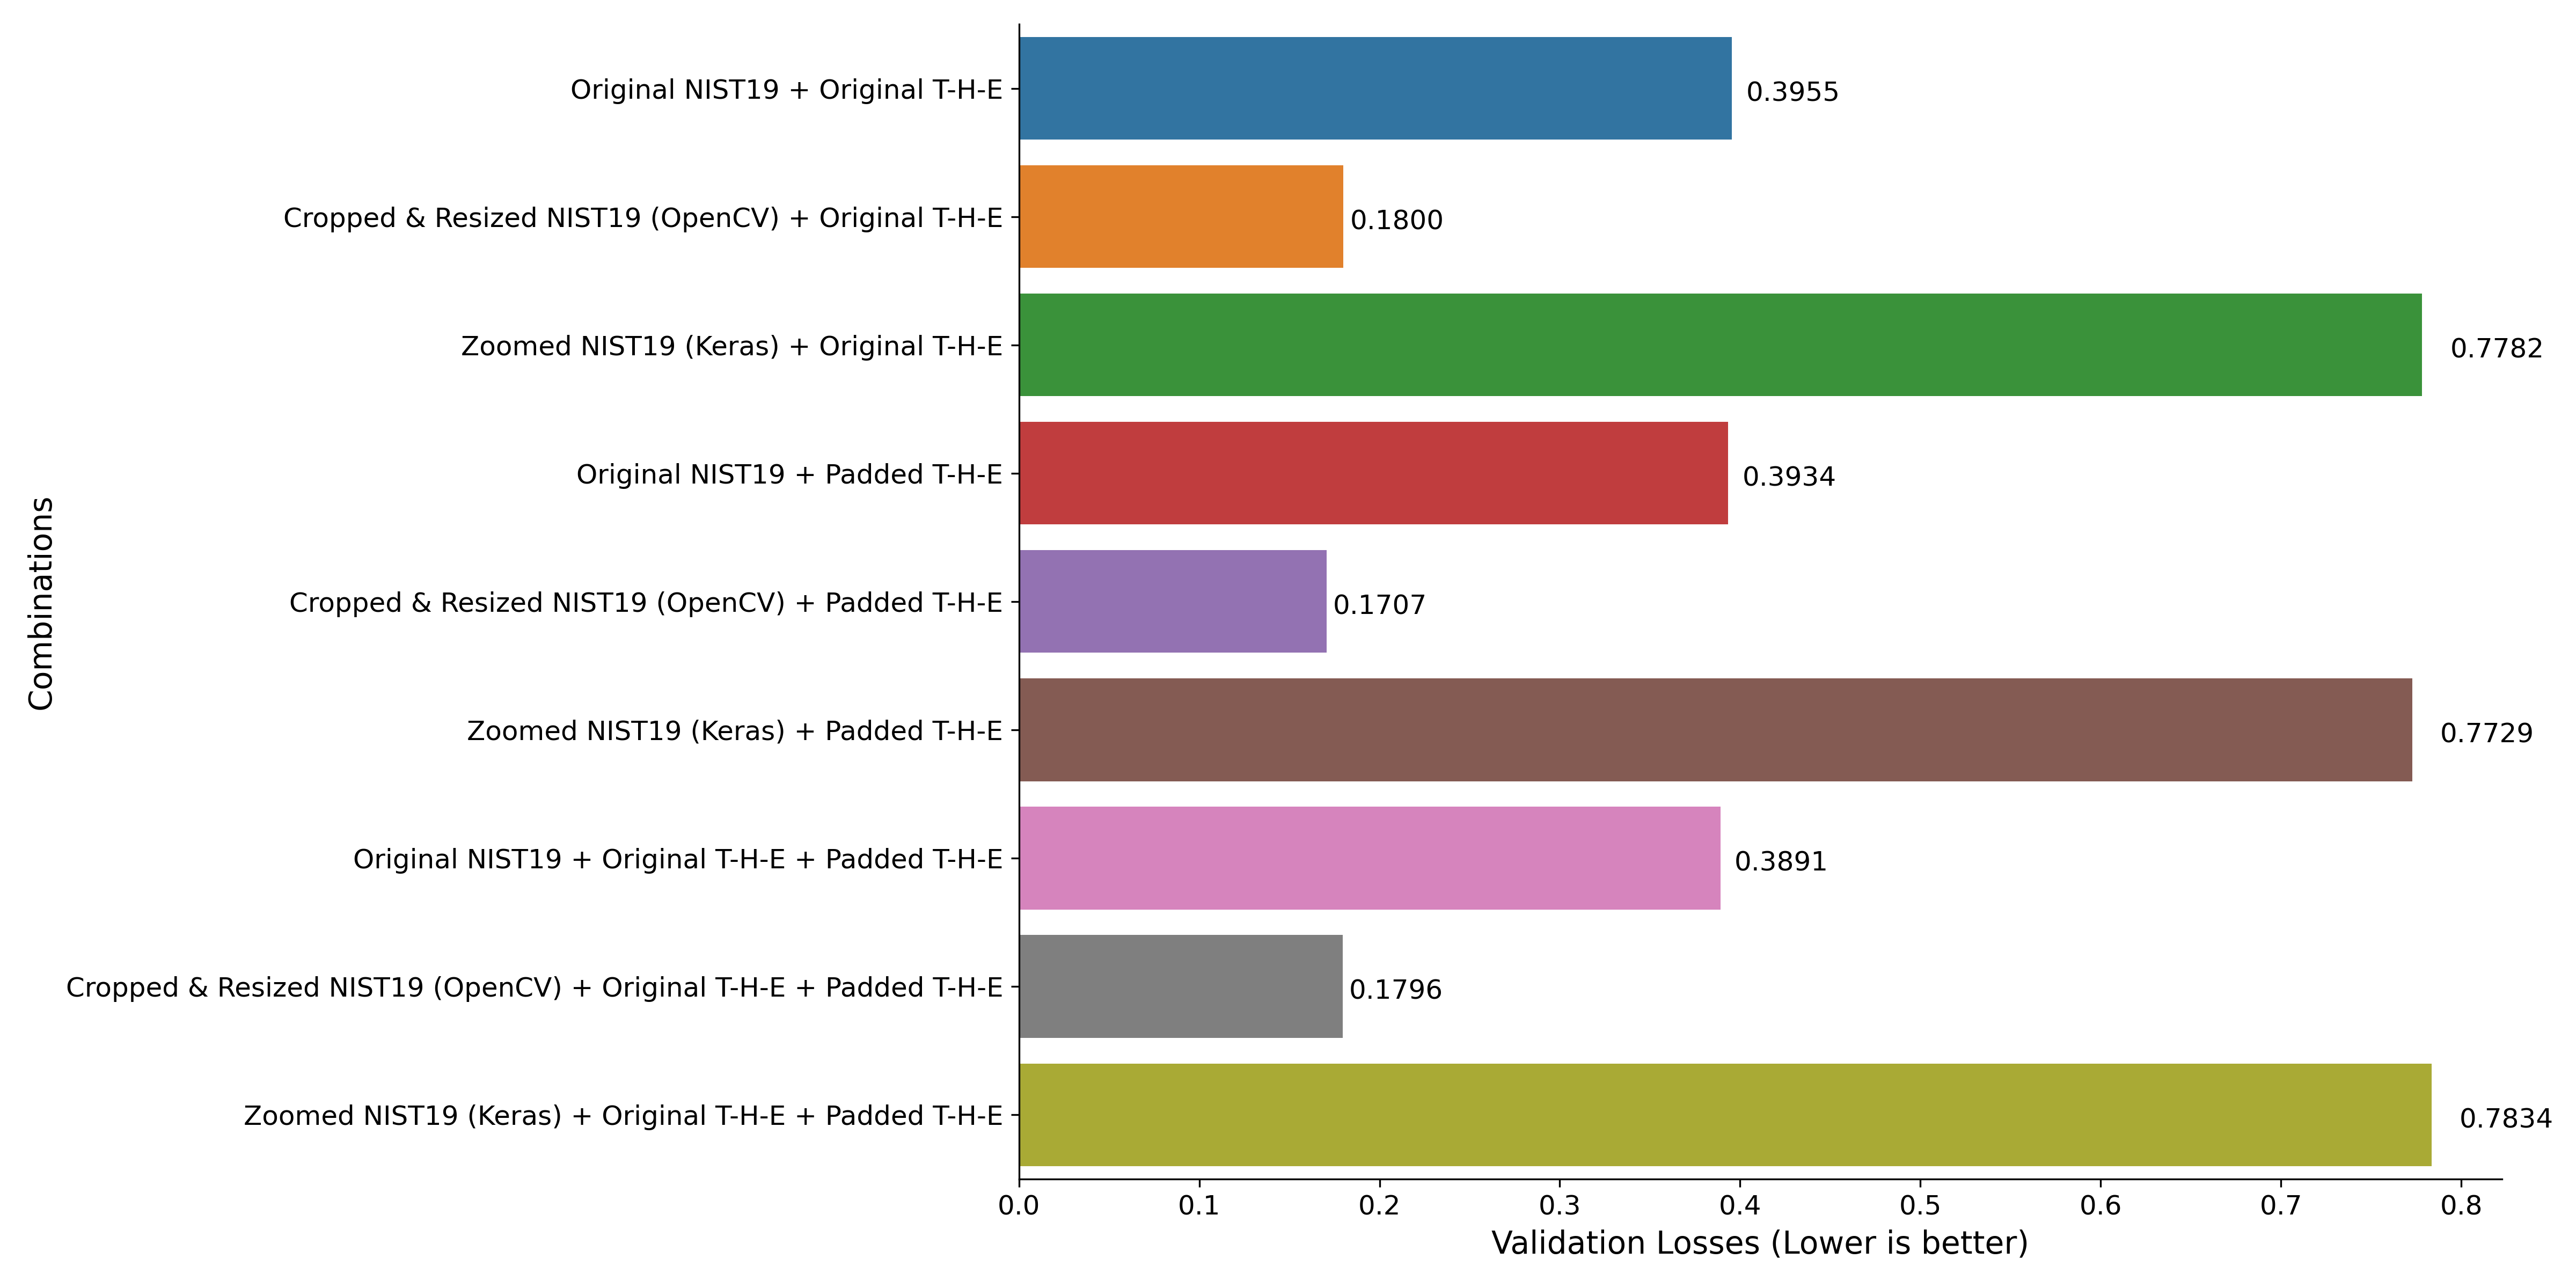 Combinations
Original NIST19 + Original T-H-E
0.3955
Cropped & Resized NIST19 (OpenCV) + Original T-H-E
0.1800
Zoomed NIST19 (Keras) + Original T-H-E
0.7782
Original NIST19 + Padded T-H-E
0.3934
Cropped & Resized NIST19 (OpenCV) + Padded T-H-E
0.1707
Zoomed NIST19 (Keras) + Padded T-H-E
0.7729
Original NIST19 + Original T-H-E + Padded T-H-E
0.3891
Cropped & Resized NIST19 (OpenCV) + Original T-H-E + Padded T-H-E
0.1796
Zoomed NIST19 (Keras) + Original T-H-E + Padded T-H-E
0.7834
0.0 0.1 0.2 0.3 0.4 0.5 0.6 0.7 0.8
Validation Losses (Lower is better)